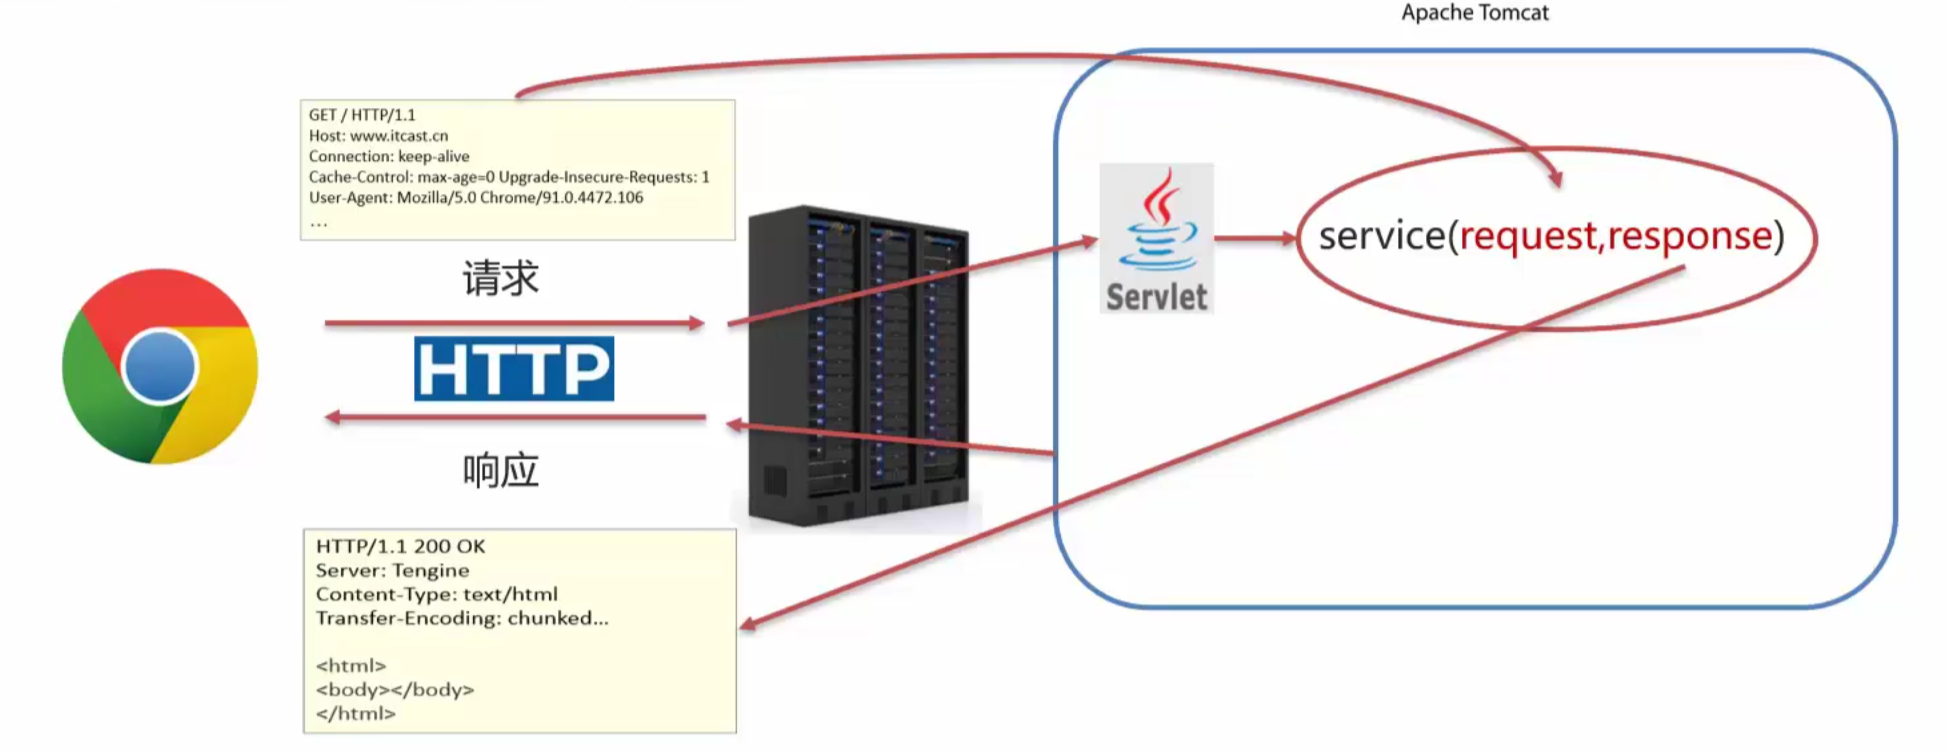 Apache Tomcat
GET / HTTP/1.1
Host: www.itcast.cn
Connection: keep-alive
Cache-Control: max-age=0 Upgrade-Insecure-Requests: 1
User-Agent: Mozilla/5.0 Chrome/91.0.4472.106
...
请求
HTTP
响应
Servlet
service(request,response)
HTTP/1.1 200 OK
Server: Tengine
Content-Type: text/html
Transfer-Encoding: chunked...
<html>
<body></body>
</html>